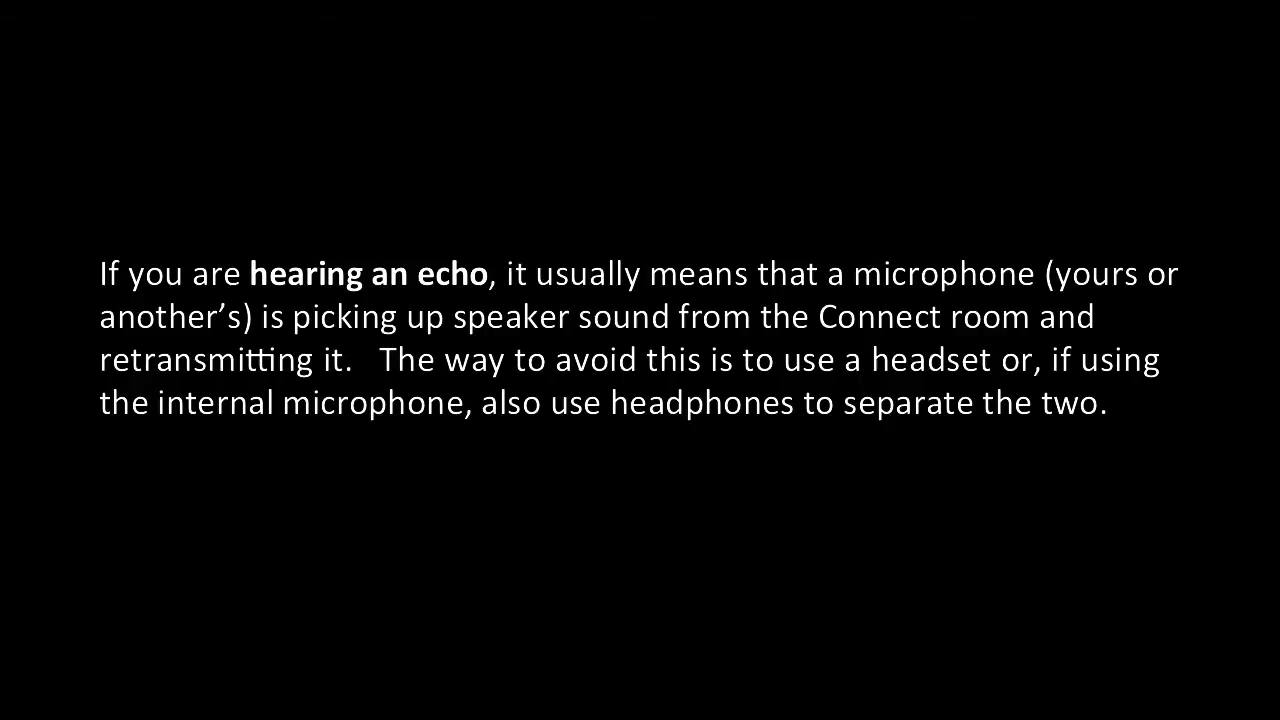 If you are hearing an echo, it usually means that a microphone (yours or
another’s) is picking up speaker sound from the Connect room and
retransmitting it.   The way to avoid this is to use a headset or, if using
the internal microphone, also use headphones to separate the two.